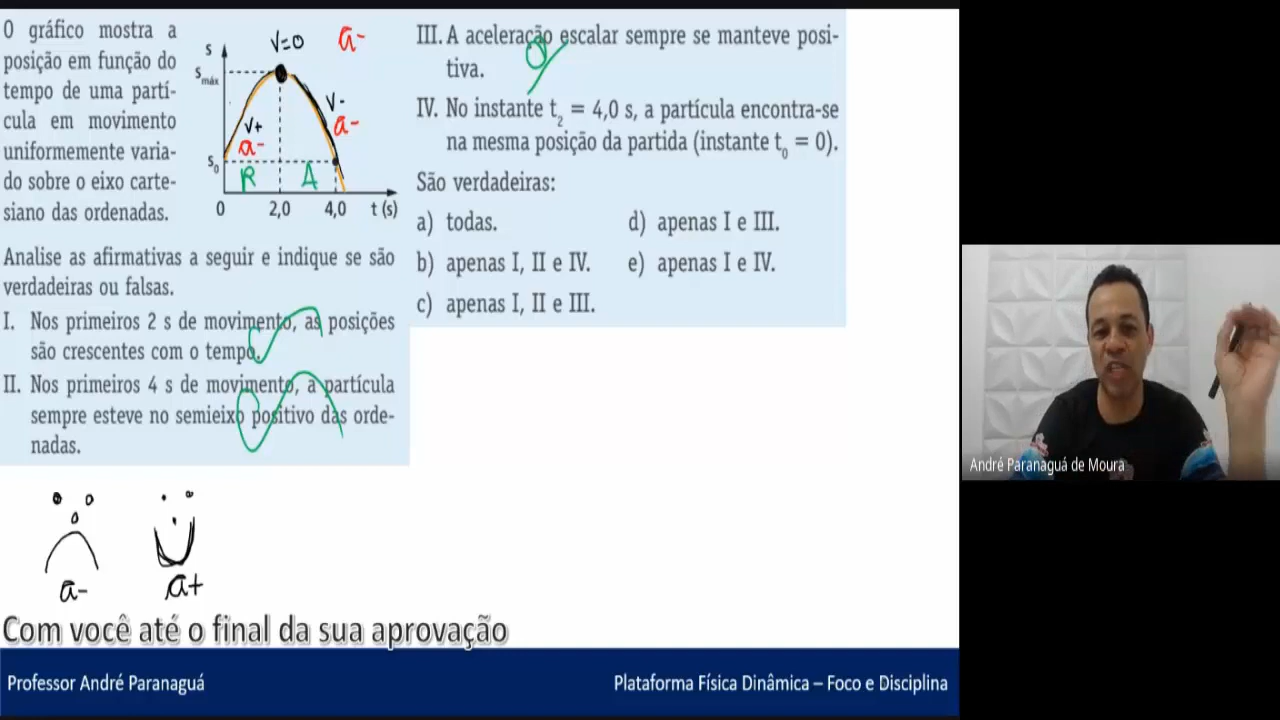 O gráfico mostra a
posição em função do
tempo de uma partí-
cula em movimento
uniformemente varia-
do sobre o eixo carte-
siano das ordenadas.
s
V=0
a-
s máx
V-
a-
V+
a-
s0
R
A
0
2,0
4,0
t (s)
Analise as afirmativas a seguir e indique se são
verdadeiras ou falsas.
I. Nos primeiros 2 s de movimento, as posições
são crescentes com o tempo.
II. Nos primeiros 4 s de movimento, a partícula
sempre esteve no semieixo positivo das orde-
nadas.
III. A aceleração escalar sempre se manteve posi-
tiva.
IV. No instante t2 = 4,0 s, a partícula encontra-se
na mesma posição da partida (instante t0 = 0).
São verdadeiras:
a) todas.
b) apenas I, II e IV.
c) apenas I, II e III.
d) apenas I e III.
e) apenas I e IV.
a-
a+
Com você até o final da sua aprovação
Professor André Paranaguá
Plataforma Física Dinâmica – Foco e Disciplina
André Paranaguá de Moura